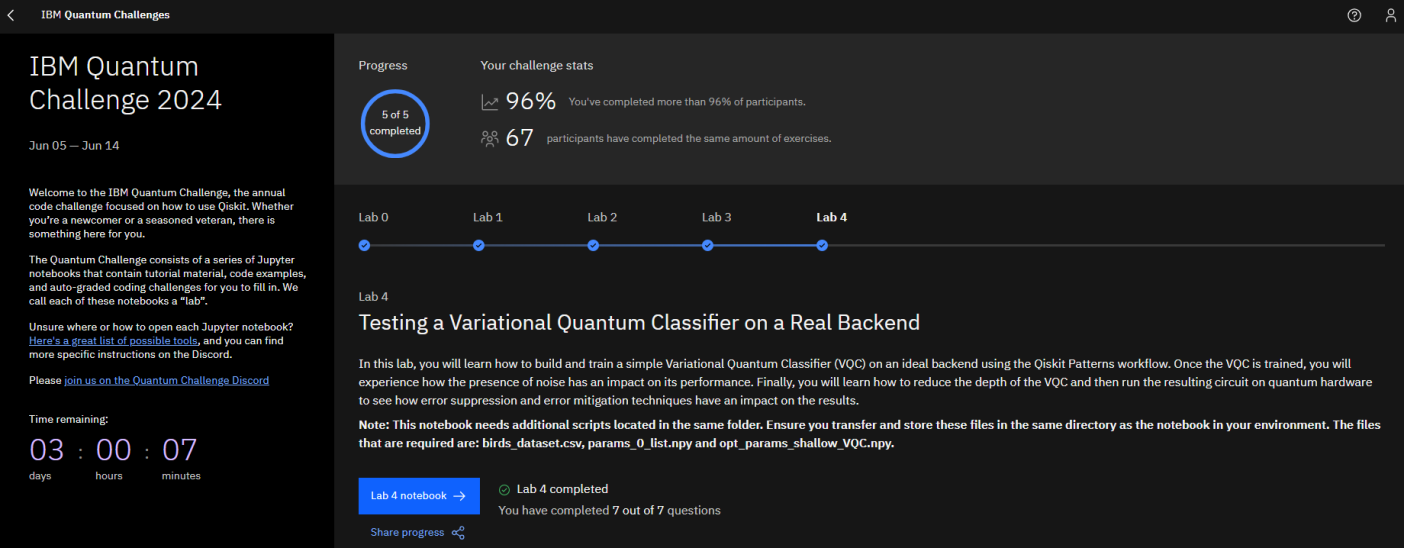 IBM Quantum Challenges
IBM Quantum
Challenge 2024
Jun 05 — Jun 14
Welcome to the IBM Quantum Challenge, the annual
code challenge focused on how to use Qiskit. Whether
you're a newcomer or a seasoned veteran, there is
something here for you.
The Quantum Challenge consists of a series of Jupyter
notebooks that contain tutorial material, code examples,
and auto-graded coding challenges for you to fill in. We
call each of these notebooks a “lab”.
Unsure where or how to open each Jupyter notebook?
Here's a great list of possible tools, and you can find
more specific instructions on the Discord.
Please join us on the Quantum Challenge Discord
Time remaining:
03 : 00 : 07
days hours minutes
Progress
5 of 5
completed
Your challenge stats
96% You've completed more than 96% of participants.
67 participants have completed the same amount of exercises.
Lab 0 Lab 1 Lab 2 Lab 3 Lab 4
Lab 4
Testing a Variational Quantum Classifier on a Real Backend
In this lab, you will learn how to build and train a simple Variational Quantum Classifier (VQC) on an ideal backend using the Qiskit Patterns workflow. Once the VQC is trained, you will
experience how the presence of noise has an impact on its performance. Finally, you will learn how to reduce the depth of the VQC and then run the resulting circuit on quantum hardware
to see how error suppression and error mitigation techniques have an impact on the results.
Note: This notebook needs additional scripts located in the same folder. Ensure you transfer and store these files in the same directory as the notebook in your environment. The files
that are required are: birds_dataset.csv, params_0_list.npy and opt_params_shallow_VQC.npy.
Lab 4 notebook
Lab 4 completed
You have completed 7 out of 7 questions
Share progress